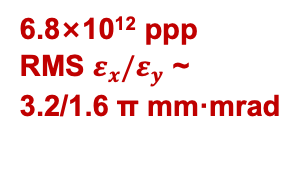 6.8×10¹² ppp
RMS εₓ/εᵧ ~
3.2/1.6 π mm·mrad